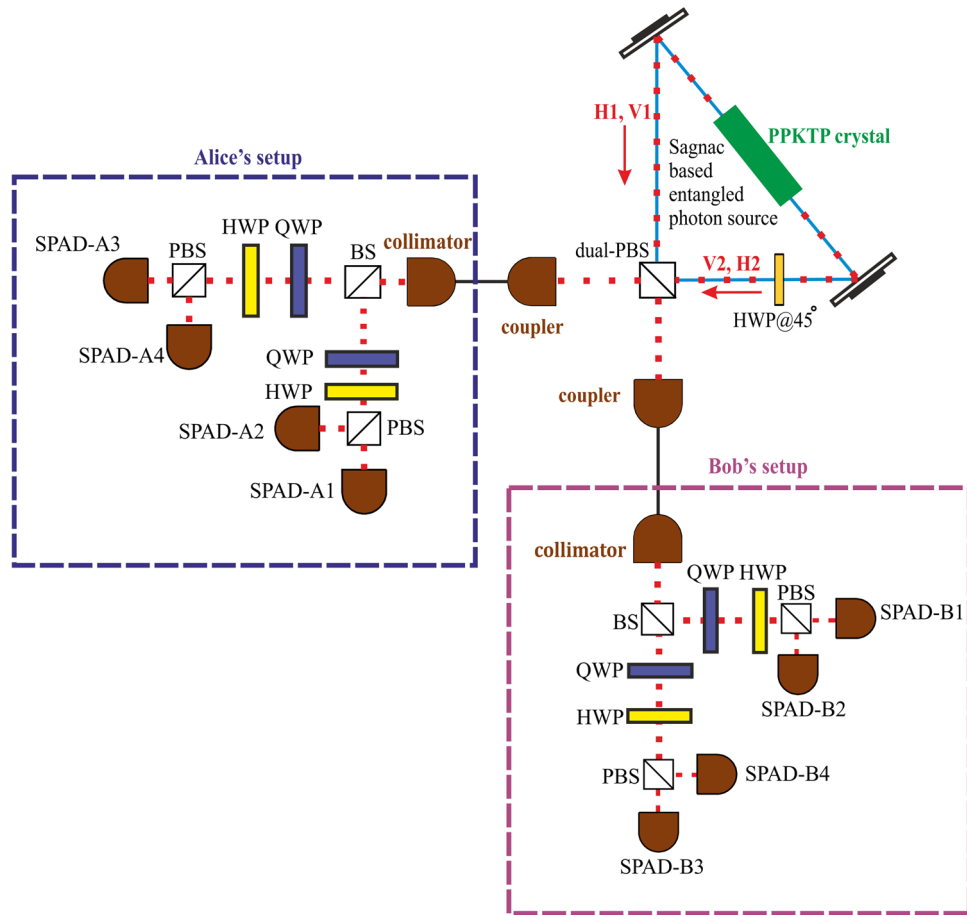 H1, V1
PPKTP crystal
Sagnac
based
entangled
photon source
Alice's setup
HWP
QWP
SPAD-A3
PBS
BS
collimator
dual-PBS
V2, H2
HWP@45°
coupler
SPAD-A4
QWP
HWP
SPAD-A2
PBS
SPAD-A1
coupler
Bob's setup
collimator
QWP
HWP
PBS
SPAD-B1
BS
QWP
SPAD-B2
HWP
PBS
SPAD-B4
SPAD-B3